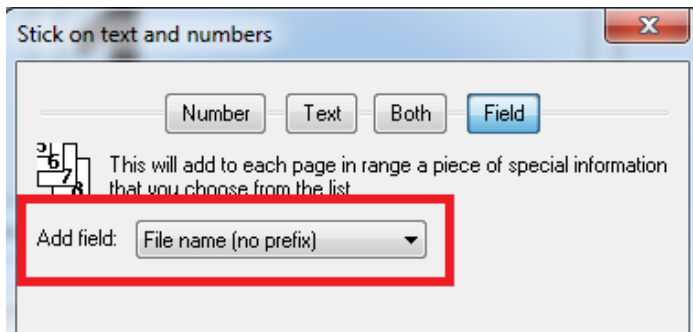 Stick on text and numbers
Number Text Both Field
This will add to each page in range a piece of special information
that you choose from the list
Add field: File name (no prefix)